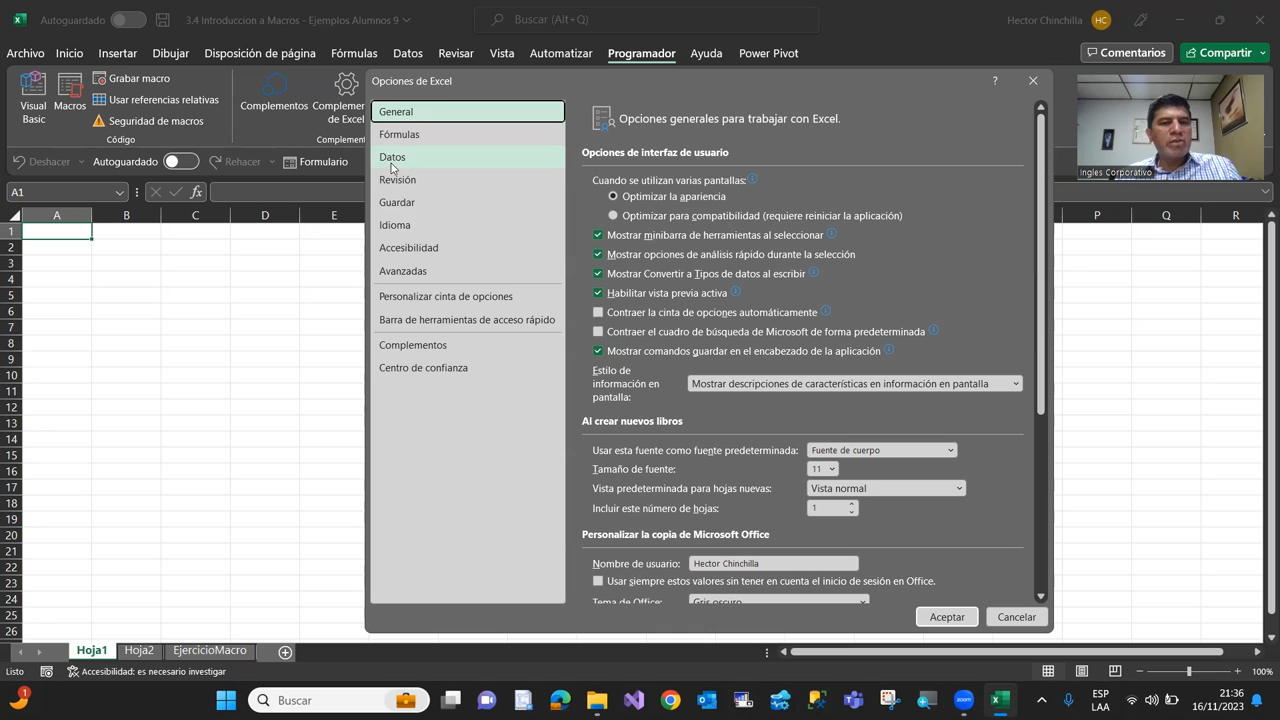 Autoguardado
3.4 Introduccion a Macros - Ejemplos Alumnos 9
Buscar (Alt+Q)
Hector Chinchilla
HC
Archivo
Inicio
Insertar
Dibujar
Disposición de página
Fórmulas
Datos
Revisar
Vista
Automatizar
Programador
Ayuda
Power Pivot
Comentarios
Compartir
Visual Basic
Macros
Grabar macro
Usar referencias relativas
Seguridad de macros
Código
Complementos
Complemen
de Excel
Complement
Deshacer
Autoguardado
Rehacer
Formulario
A1
fx
A B C D E P Q R
1
2
3
4
5
6
7
8
9
10
11
12
13
14
15
16
17
18
19
20
21
22
23
24
25
26
Opciones de Excel
?
General
Fórmulas
Datos
Revisión
Guardar
Idioma
Accesibilidad
Avanzadas
Personalizar cinta de opciones
Barra de herramientas de acceso rápido
Complementos
Centro de confianza
Opciones generales para trabajar con Excel.
Opciones de interfaz de usuario
Cuando se utilizan varias pantallas:
Optimizar la apariencia
Optimizar para compatibilidad (requiere reiniciar la aplicación)
Mostrar minibarra de herramientas al seleccionar
Mostrar opciones de análisis rápido durante la selección
Mostrar Convertir a Tipos de datos al escribir
Habilitar vista previa activa
Contraer la cinta de opciones automáticamente
Contraer el cuadro de búsqueda de Microsoft de forma predeterminada
Mostrar comandos guardar en el encabezado de la aplicación
Estilo de
información en
pantalla:
Mostrar descripciones de características en información en pantalla
Al crear nuevos libros
Usar esta fuente como fuente predeterminada: Fuente de cuerpo
Tamaño de fuente: 11
Vista predeterminada para hojas nuevas: Vista normal
Incluir este número de hojas: 1
Personalizar la copia de Microsoft Office
Nombre de usuario: Hector Chinchilla
Usar siempre estos valores sin tener en cuenta el inicio de sesión en Office.
Tema de Office: Gris oscuro
Aceptar
Cancelar
Ingles Corporativo
Hoja1
Hoja2
EjercicioMacro
Listo
Accesibilidad: es necesario investigar
100%
1
Buscar
ESP
LAA
21:36
16/11/2023